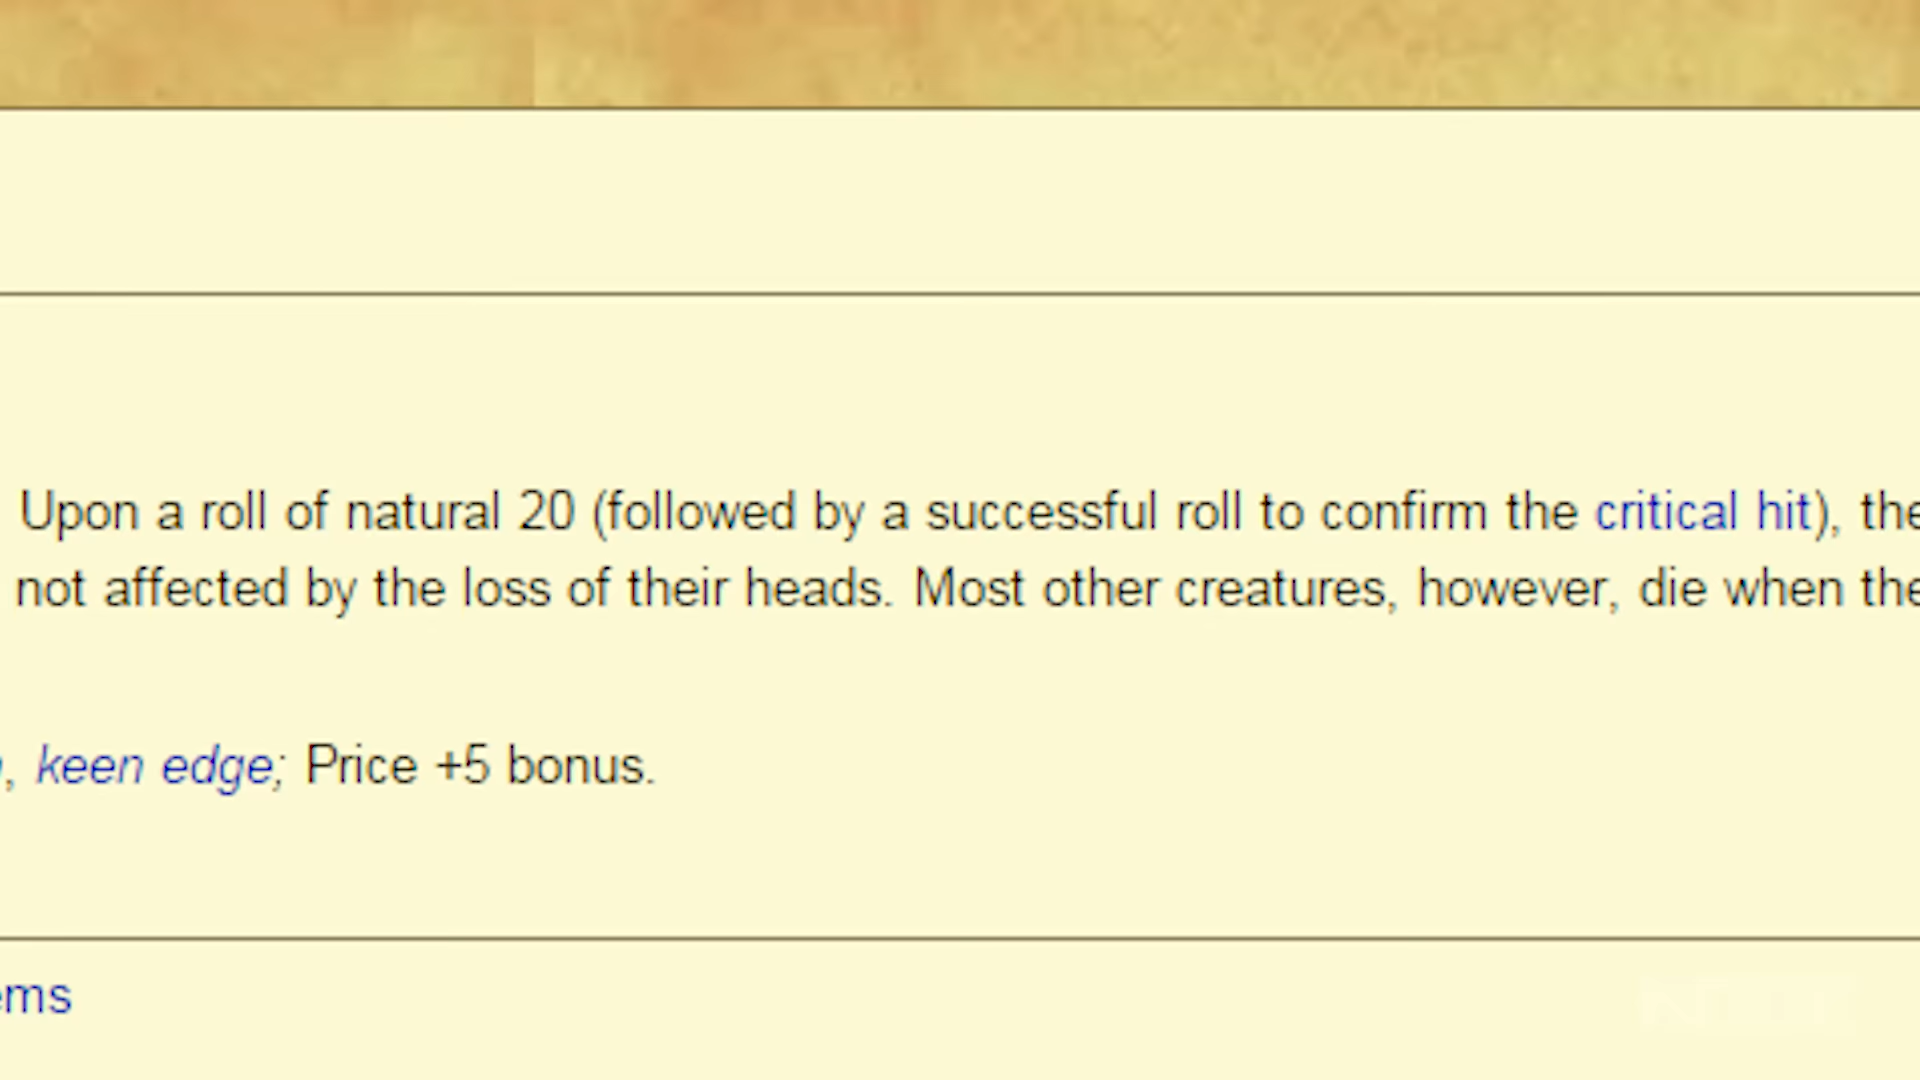 Upon a roll of natural 20 (followed by a successful roll to confirm the critical hit), the
not affected by the loss of their heads. Most other creatures, however, die when the
, keen edge; Price +5 bonus.
ems